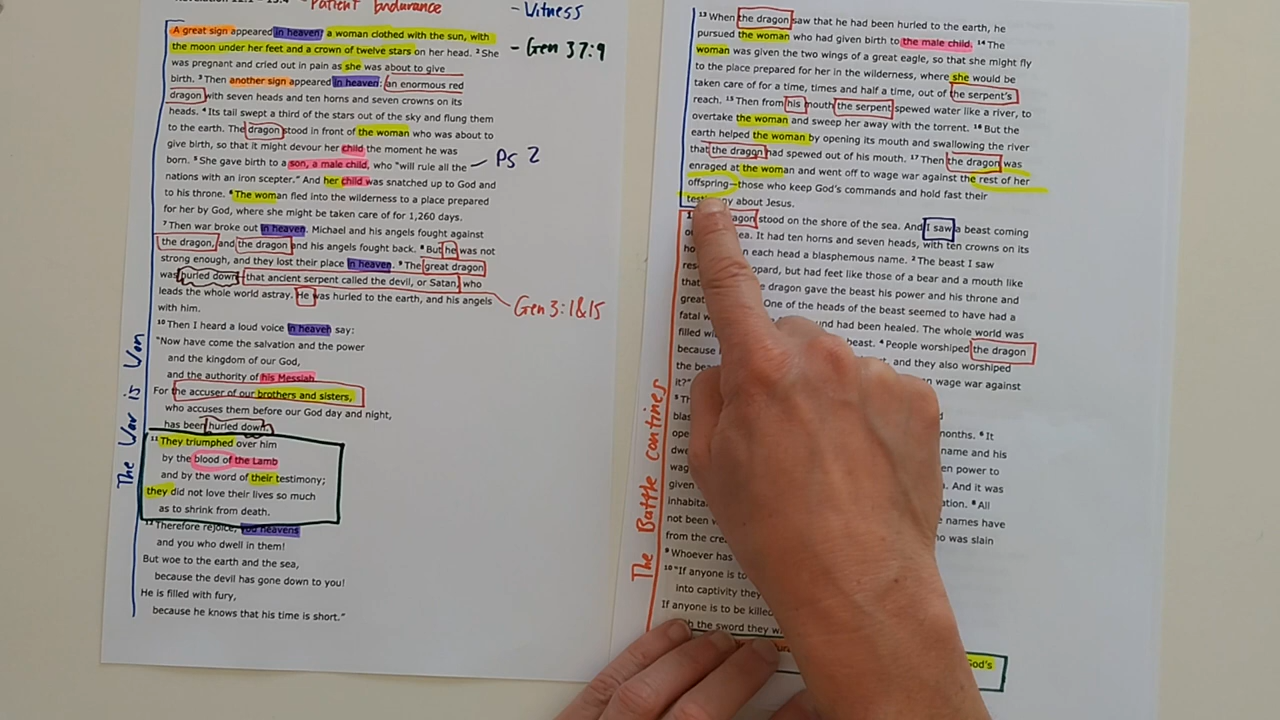 Patient Endurance
- Witness
A great sign appeared in heaven: a woman clothed with the sun, with
the moon under her feet and a crown of twelve stars on her head. ² She
- Gen 37:9
was pregnant and cried out in pain as she was about to give
birth. ³ Then another sign appeared in heaven: an enormous red
dragon with seven heads and ten horns and seven crowns on its
heads. ⁴ Its tail swept a third of the stars out of the sky and flung them
to the earth. The dragon stood in front of the woman who was about to
give birth, so that it might devour her child the moment he was
born. ⁵ She gave birth to a son, a male child, who "will rule all the
- Ps 2
nations with an iron scepter." And her child was snatched up to God and
to his throne. ⁶ The woman fled into the wilderness to a place prepared
for her by God, where she might be taken care of for 1,260 days.
⁷ Then war broke out in heaven. Michael and his angels fought against
the dragon, and the dragon and his angels fought back. ⁸ But he was not
strong enough, and they lost their place in heaven. ⁹ The great dragon
was hurled down—that ancient serpent called the devil, or Satan, who
leads the whole world astray. He was hurled to the earth, and his angels
with him.
Gen 3:1&15
¹⁰ Then I heard a loud voice in heaven say:
"Now have come the salvation and the power
and the kingdom of our God,
and the authority of his Messiah.
For the accuser of our brothers and sisters,
who accuses them before our God day and night,
has been hurled down.
¹¹ They triumphed over him
by the blood of the Lamb
and by the word of their testimony;
they did not love their lives so much
as to shrink from death.
¹² Therefore rejoice, you heavens
and you who dwell in them!
But woe to the earth and the sea,
because the devil has gone down to you!
He is filled with fury,
because he knows that his time is short."
The War is Won
¹³ When the dragon saw that he had been hurled to the earth, he
pursued the woman who had given birth to the male child. ¹⁴ The
woman was given the two wings of a great eagle, so that she might fly
to the place prepared for her in the wilderness, where she would be
taken care of for a time, times and half a time, out of the serpent's
reach. ¹⁵ Then from his mouth the serpent spewed water like a river, to
overtake the woman and sweep her away with the torrent. ¹⁶ But the
earth helped the woman by opening its mouth and swallowing the river
that the dragon had spewed out of his mouth. ¹⁷ Then the dragon was
enraged at the woman and went off to wage war against the rest of her
offspring—those who keep God's commands and hold fast their
testimony about Jesus.
dragon stood on the shore of the sea. And I saw a beast coming
sea. It had ten horns and seven heads, with ten crowns on its
on each head a blasphemous name. ² The beast I saw
but had feet like those of a bear and a mouth like
that dragon gave the beast his power and his throne and
great One of the heads of the beast seemed to have had a
fatal had been healed. The whole world was
filled beast. ⁴ People worshiped the dragon
because and they also worshiped
the wage war against
it?"
months. ⁶ It
name and his
power to
given And it was
⁸ All
not been names have
from the was slain
⁹ Whoever has
¹⁰ "If anyone is to
into captivity they
If anyone is to be killed
the sword they
God's
The Battle contines